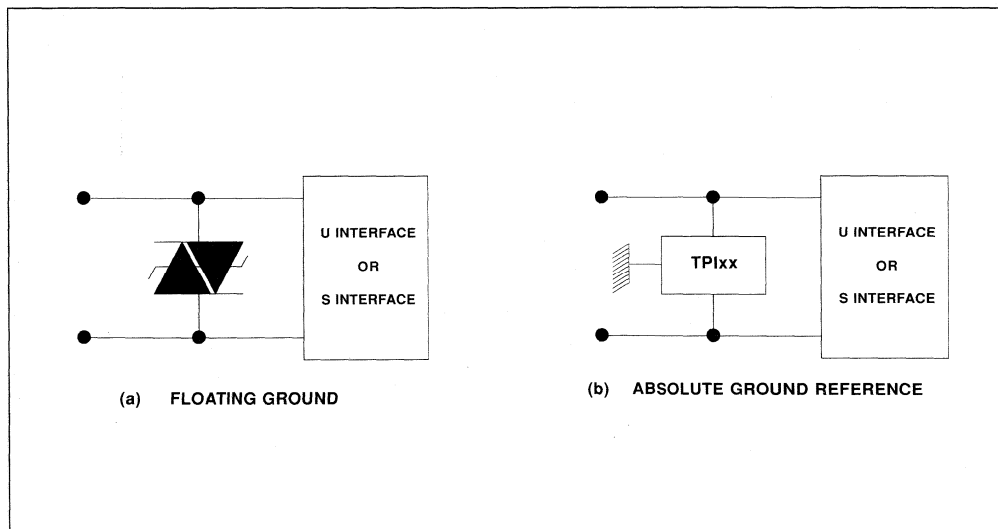 U INTERFACE
OR
S INTERFACE
(a) FLOATING GROUND
TPIxx
U INTERFACE
OR
S INTERFACE
(b) ABSOLUTE GROUND REFERENCE